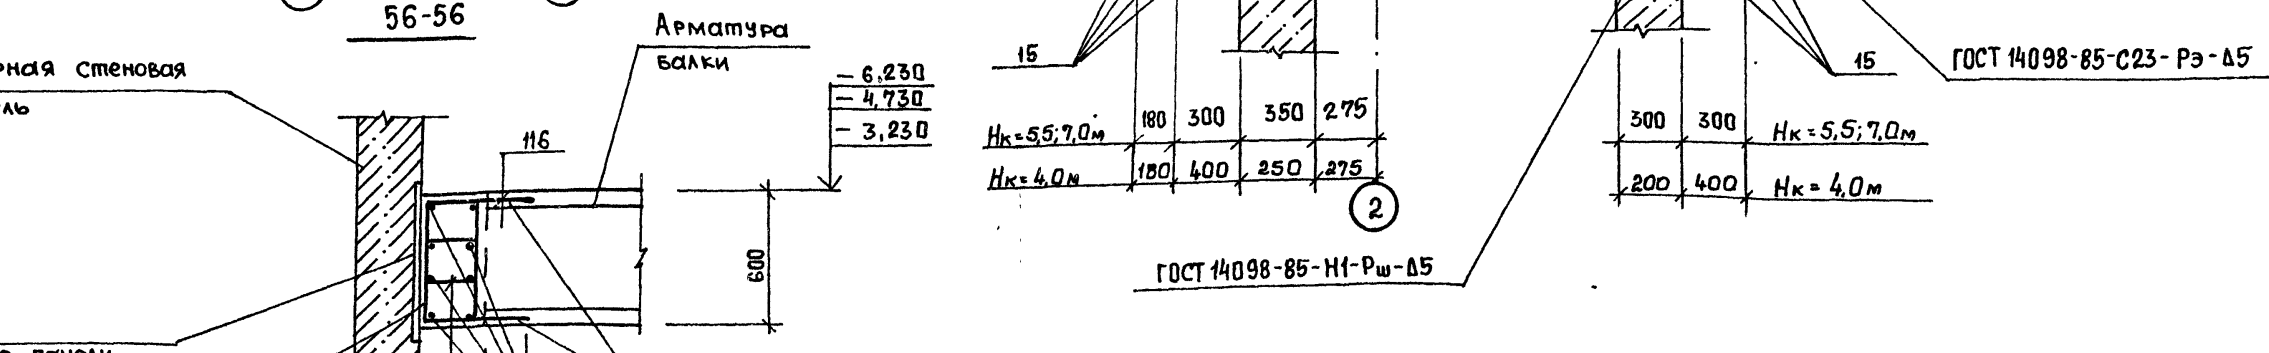 56-56
Арматура
балки
рная стеновая
ль
116
- 6,230
- 4,730
- 3,230
600
15
180 300 350 275
Нк=5,5; 7,0м
180 400 250 275
Нк=4,0м
2
ГОСТ 14098-85-Н1-Рш-Δ5
15
ГОСТ 14098-85-С23-Рэ-Δ5
300 300 Нк=5,5; 7,0м
200 400 Нк=4,0м